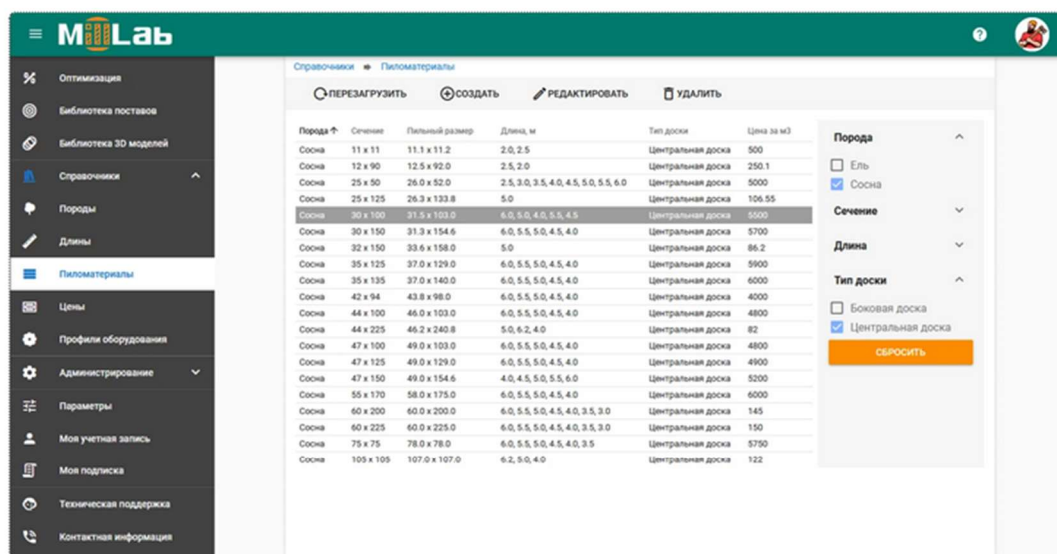 MillLab
Оптимизация
Библиотека поставов
Библиотека 3D моделей
Справочники
Породы
Длины
Пиломатериалы
Цены
Профили оборудования
Администрирование
Параметры
Моя учетная запись
Моя подписка
Техническая поддержка
Контактная информация
Справочники Пиломатериалы
ПЕРЕЗАГРУЗИТЬ СОЗДАТЬ РЕДАКТИРОВАТЬ УДАЛИТЬ
Порода Сечение Пильный размер Длина, м Тип доски Цена за м3
Сосна 11 x 11 11.1 x 11.2 2.0, 2.5 Центральная доска 500
Сосна 12 x 90 12.5 x 92.0 2.5, 2.0 Центральная доска 250.1
Сосна 25 x 50 26.0 x 52.0 2.5, 3.0, 3.5, 4.0, 4.5, 5.0, 5.5, 6.0 Центральная доска 5000
Сосна 25 x 125 26.3 x 133.8 5.0 Центральная доска 106.55
Сосна 30 x 100 31.5 x 103.0 6.0, 5.0, 4.0, 5.5, 4.5 Центральная доска 5500
Сосна 30 x 150 31.3 x 154.6 6.0, 5.5, 5.0, 4.5, 4.0 Центральная доска 5700
Сосна 32 x 150 33.6 x 158.0 5.0 Центральная доска 86.2
Сосна 35 x 125 37.0 x 129.0 6.0, 5.5, 5.0, 4.5, 4.0 Центральная доска 5900
Сосна 35 x 135 37.0 x 140.0 6.0, 5.5, 5.0, 4.5, 4.0 Центральная доска 6000
Сосна 42 x 94 43.8 x 98.0 6.0, 5.5, 5.0, 4.5, 4.0 Центральная доска 4000
Сосна 44 x 100 46.0 x 103.0 6.0, 5.5, 5.0, 4.5, 4.0 Центральная доска 4800
Сосна 44 x 225 46.2 x 240.8 5.0, 6.2, 4.0 Центральная доска 82
Сосна 47 x 100 49.0 x 103.0 6.0, 5.5, 5.0, 4.5, 4.0 Центральная доска 4800
Сосна 47 x 125 49.0 x 129.0 6.0, 5.5, 5.0, 4.5, 4.0 Центральная доска 4900
Сосна 47 x 150 49.0 x 154.6 4.0, 4.5, 5.0, 5.5, 6.0 Центральная доска 5200
Сосна 55 x 170 58.0 x 175.0 6.0, 5.5, 5.0, 4.5, 4.0 Центральная доска 6000
Сосна 60 x 200 60.0 x 200.0 6.0, 5.5, 5.0, 4.5, 4.0, 3.5, 3.0 Центральная доска 145
Сосна 60 x 225 60.0 x 225.0 6.0, 5.5, 5.0, 4.5, 4.0, 3.5, 3.0 Центральная доска 150
Сосна 75 x 75 78.0 x 78.0 6.0, 5.5, 5.0, 4.5, 4.0, 3.5 Центральная доска 5750
Сосна 105 x 105 107.0 x 107.0 6.2, 5.0, 4.0 Центральная доска 122
Порода
Ель
Сосна
Сечение
Длина
Тип доски
Боковая доска
Центральная доска
СБРОСИТЬ